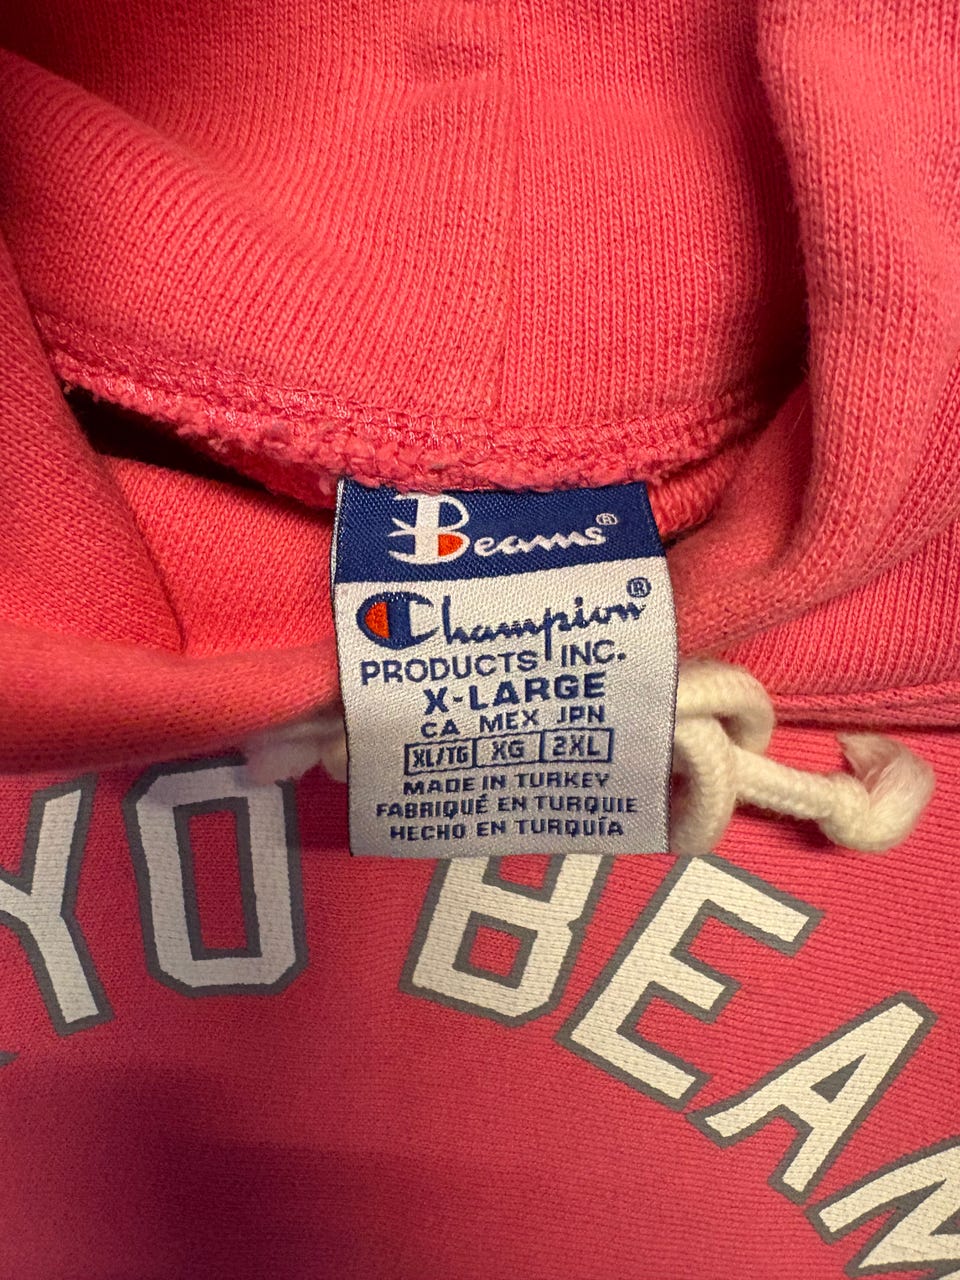 Beams®
Champion®
PRODUCTS INC.
X-LARGE
CA MEX JPN
XL/TG XG 2XL
MADE IN TURKEY
FABRIQUÉ EN TURQUIE
HECHO EN TURQUÍA
YO BEAM